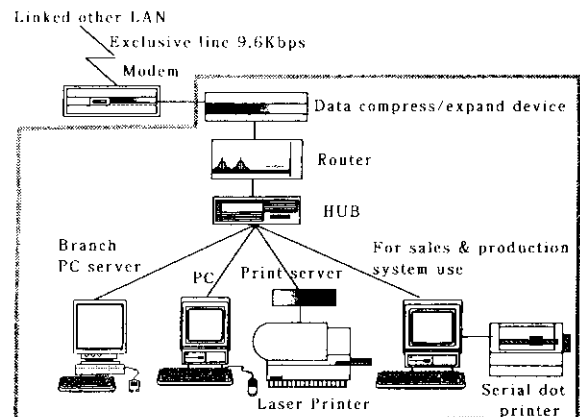 Linked other LAN
Exclusive line 9.6Kbps
Modem
Data compress/expand device
Router
HUB
Branch
PC server
PC
Print server
For sales & production
system use
Laser Printer
Serial dot
printer